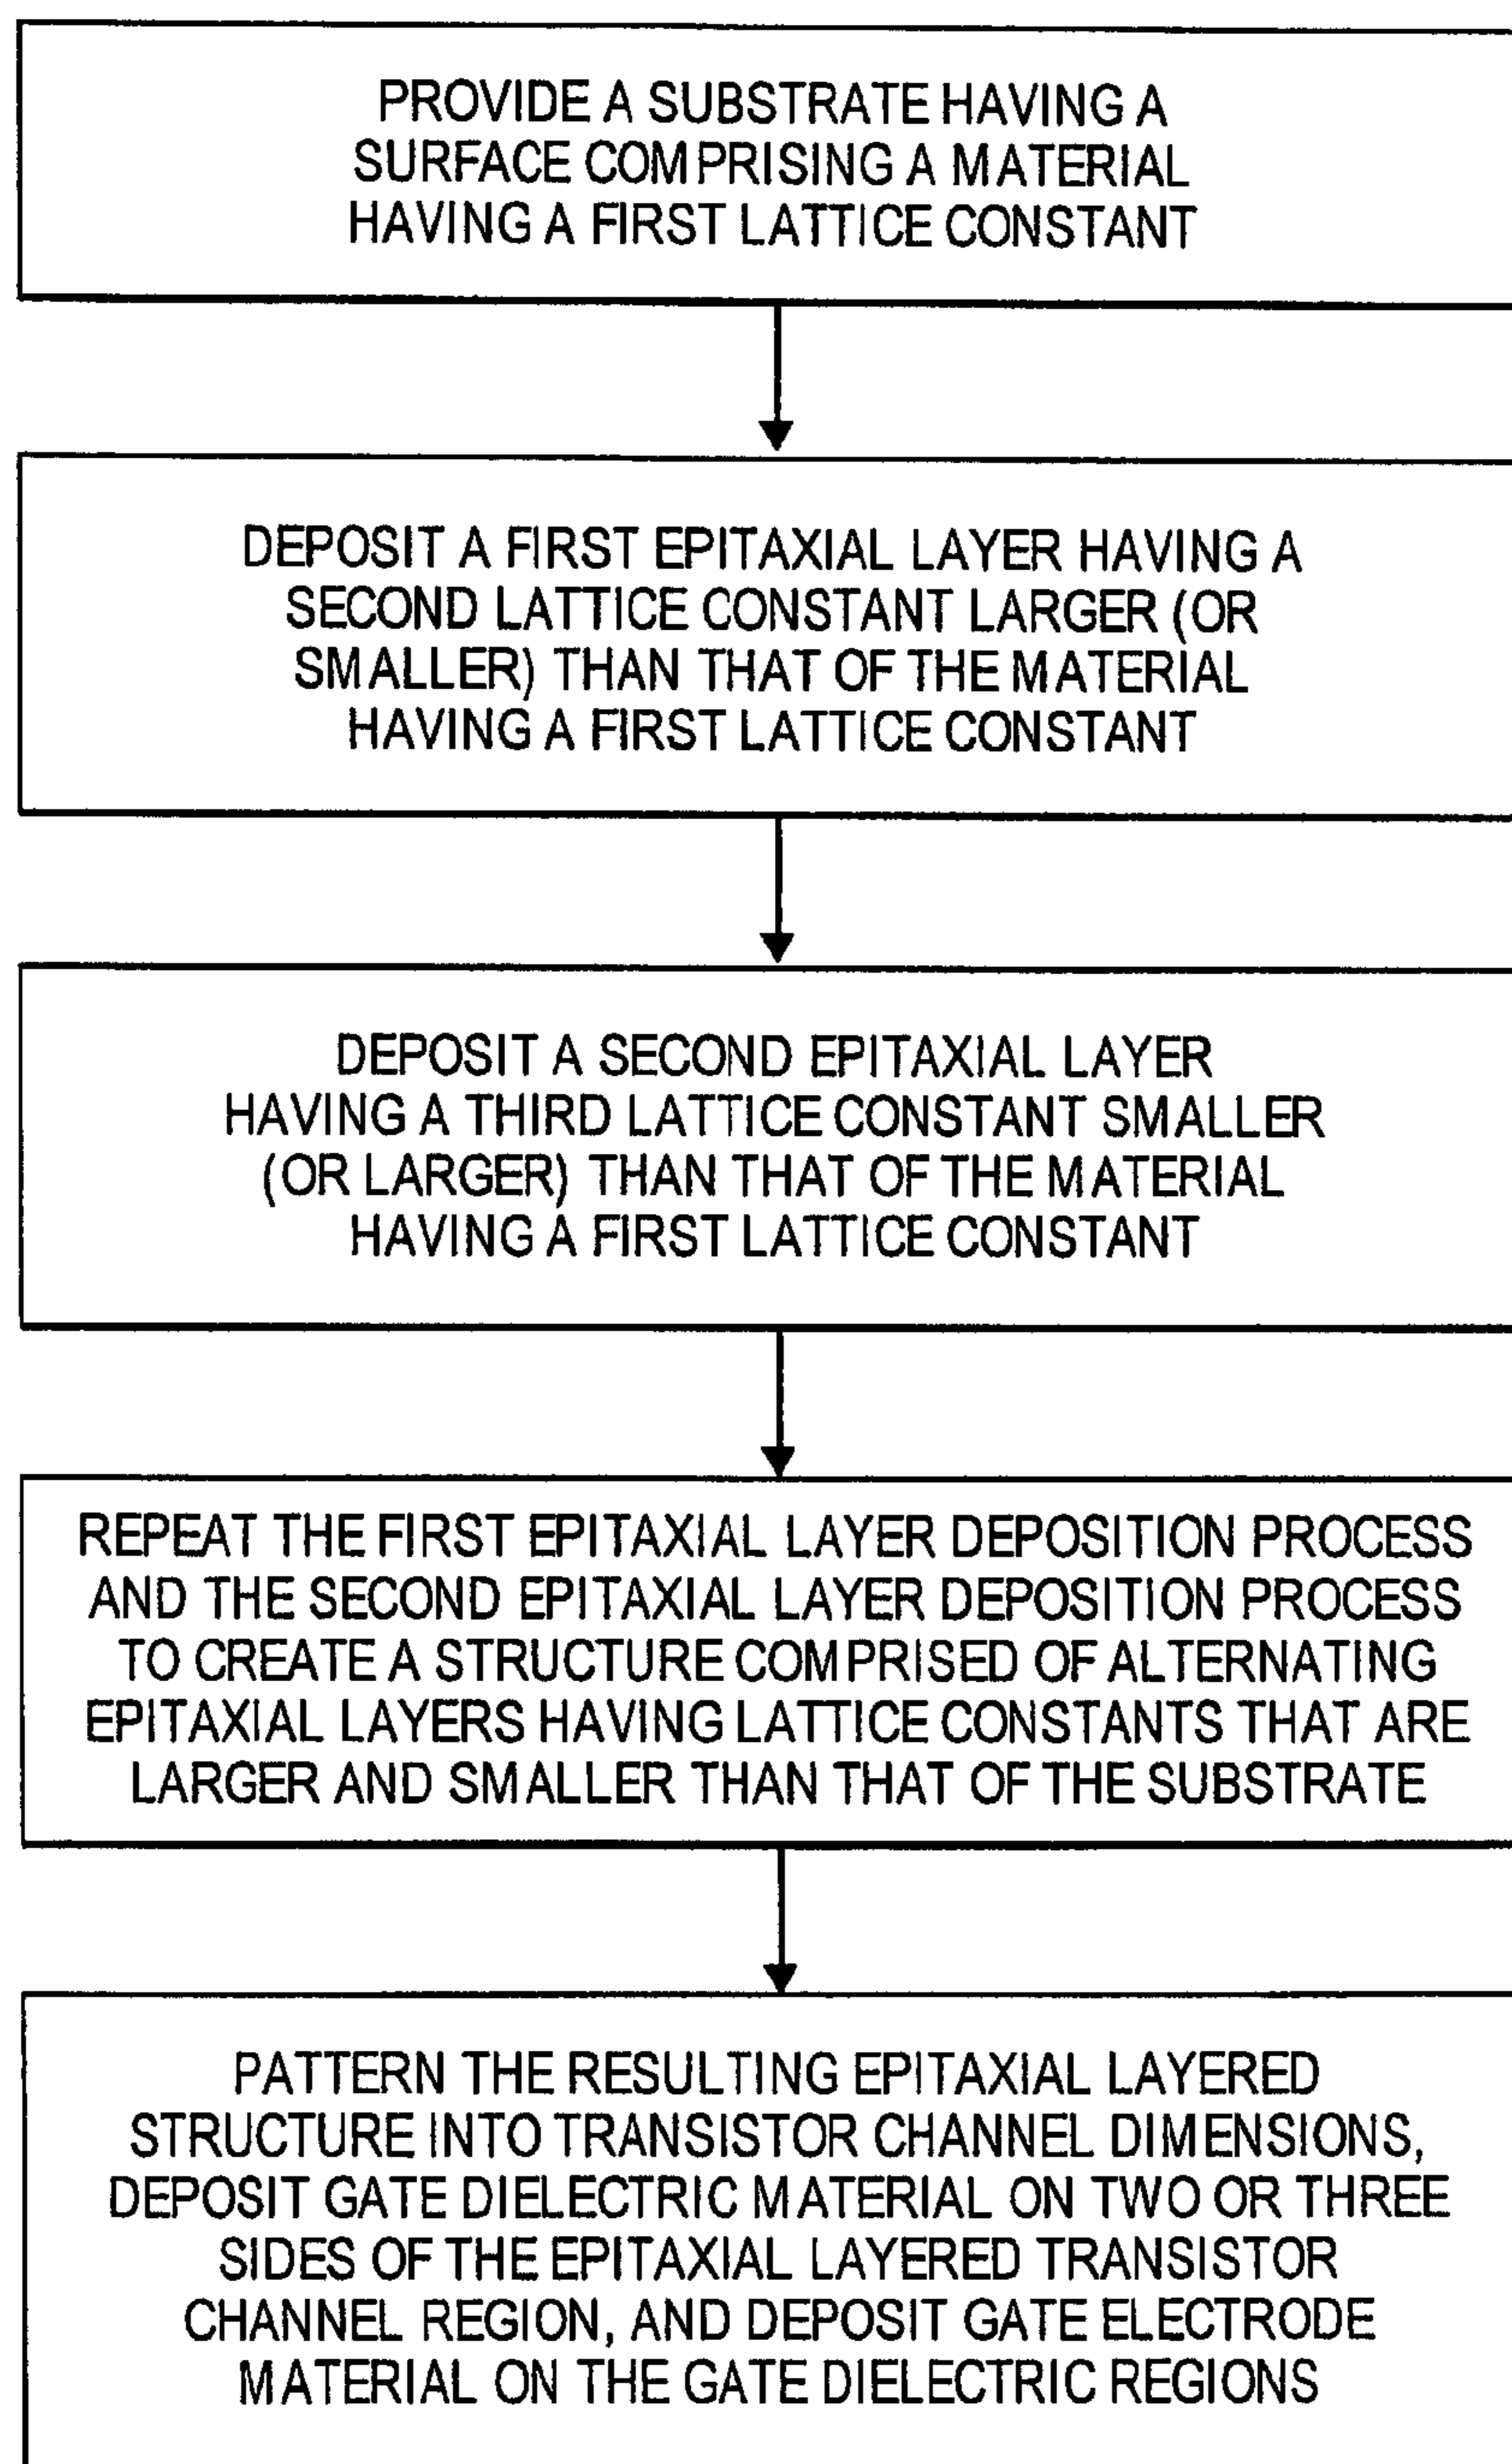 PROVIDE A SUBSTRATE HAVING A
SURFACE COMPRISING A MATERIAL
HAVING A FIRST LATTICE CONSTANT
DEPOSIT A FIRST EPITAXIAL LAYER HAVING A
SECOND LATTICE CONSTANT LARGER (OR
SMALLER) THAN THAT OF THE MATERIAL
HAVING A FIRST LATTICE CONSTANT
DEPOSIT A SECOND EPITAXIAL LAYER
HAVING A THIRD LATTICE CONSTANT SMALLER
(OR LARGER) THAN THAT OF THE MATERIAL
HAVING A FIRST LATTICE CONSTANT
REPEAT THE FIRST EPITAXIAL LAYER DEPOSITION PROCESS
AND THE SECOND EPITAXIAL LAYER DEPOSITION PROCESS
TO CREATE A STRUCTURE COMPRISED OF ALTERNATING
EPITAXIAL LAYERS HAVING LATTICE CONSTANTS THAT ARE
LARGER AND SMALLER THAN THAT OF THE SUBSTRATE
PATTERN THE RESULTING EPITAXIAL LAYERED
STRUCTURE INTO TRANSISTOR CHANNEL DIMENSIONS,
DEPOSIT GATE DIELECTRIC MATERIAL ON TWO OR THREE
SIDES OF THE EPITAXIAL LAYERED TRANSISTOR
CHANNEL REGION, AND DEPOSIT GATE ELECTRODE
MATERIAL ON THE GATE DIELECTRIC REGIONS